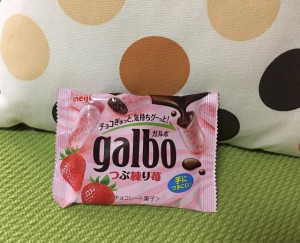 meiji
チョコぎゅっと、気持ちグーっと!
ガルボ
galbo
つぶ練り苺
手に
つきにくい
チョコレート菓子>